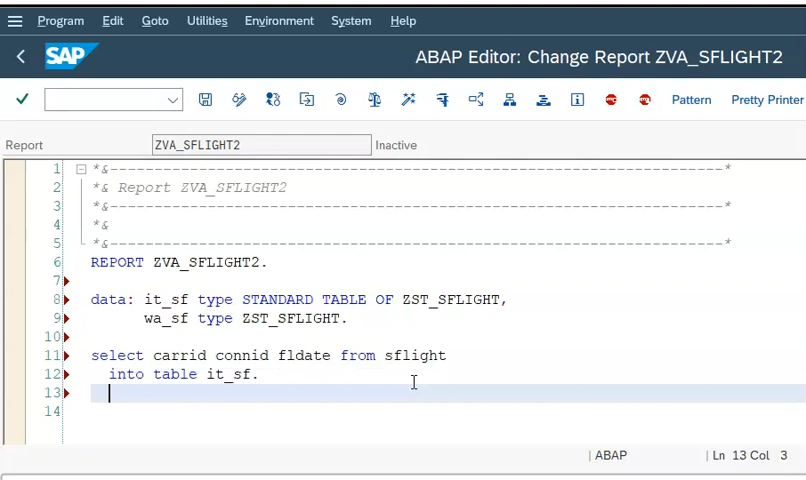 Program Edit Goto Utilities Environment System Help
SAP ABAP Editor: Change Report ZVA_SFLIGHT2
Pattern Pretty Printer
Report ZVA_SFLIGHT2 Inactive
1 *&---------------------------------------------------------------------*
2 *& Report ZVA_SFLIGHT2
3 *&---------------------------------------------------------------------*
4 *&
5 *&---------------------------------------------------------------------*
6 REPORT ZVA_SFLIGHT2.
7
8 data: it_sf type STANDARD TABLE OF ZST_SFLIGHT,
9 wa_sf type ZST_SFLIGHT.
10
11 select carrid connid fldate from sflight
12 into table it_sf.
13
14
| ABAP | Ln 13 Col 3